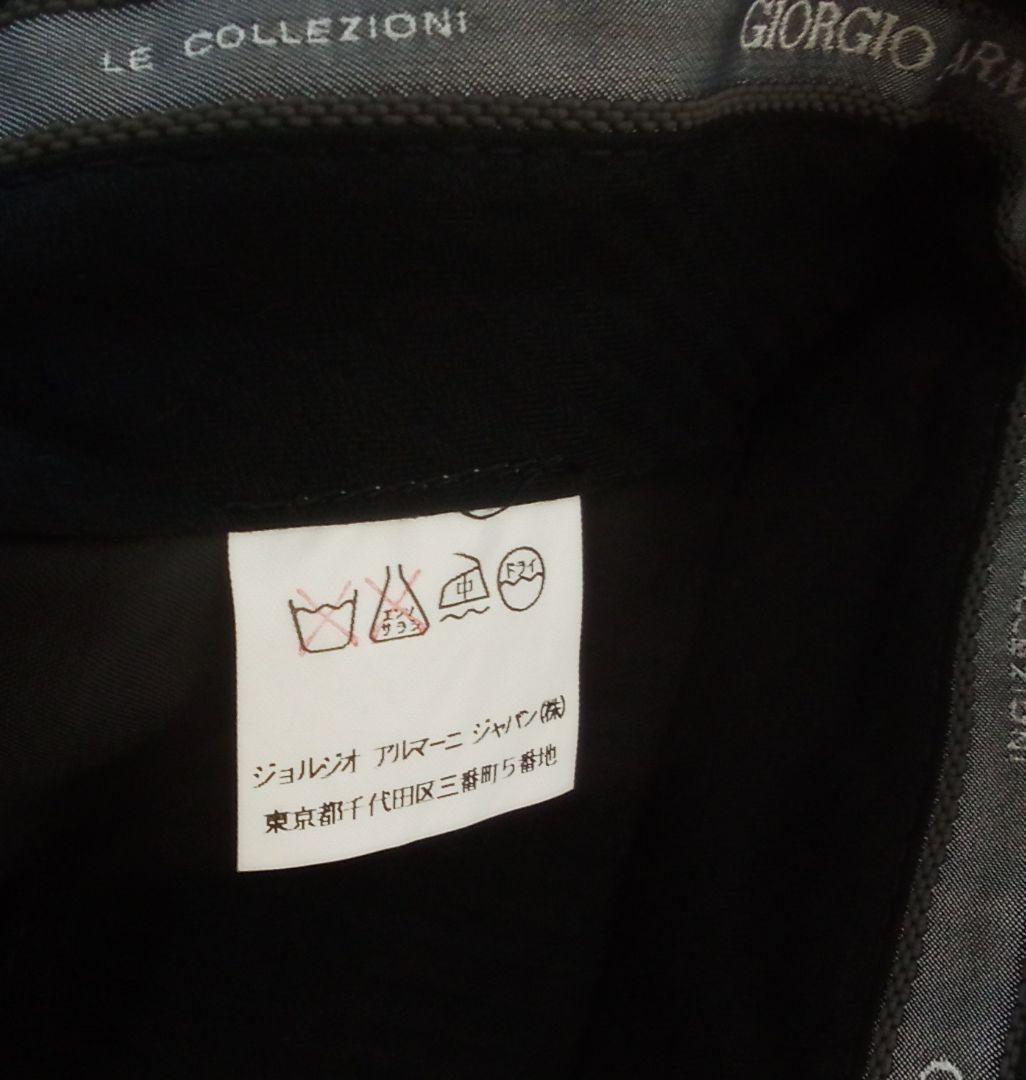 LE COLLEZIONI
GIORGIO ARM
エンソ
サラシ
中
ドライ
ジョルジオ アルマーニ ジャパン(株)
東京都千代田区三番町5番地